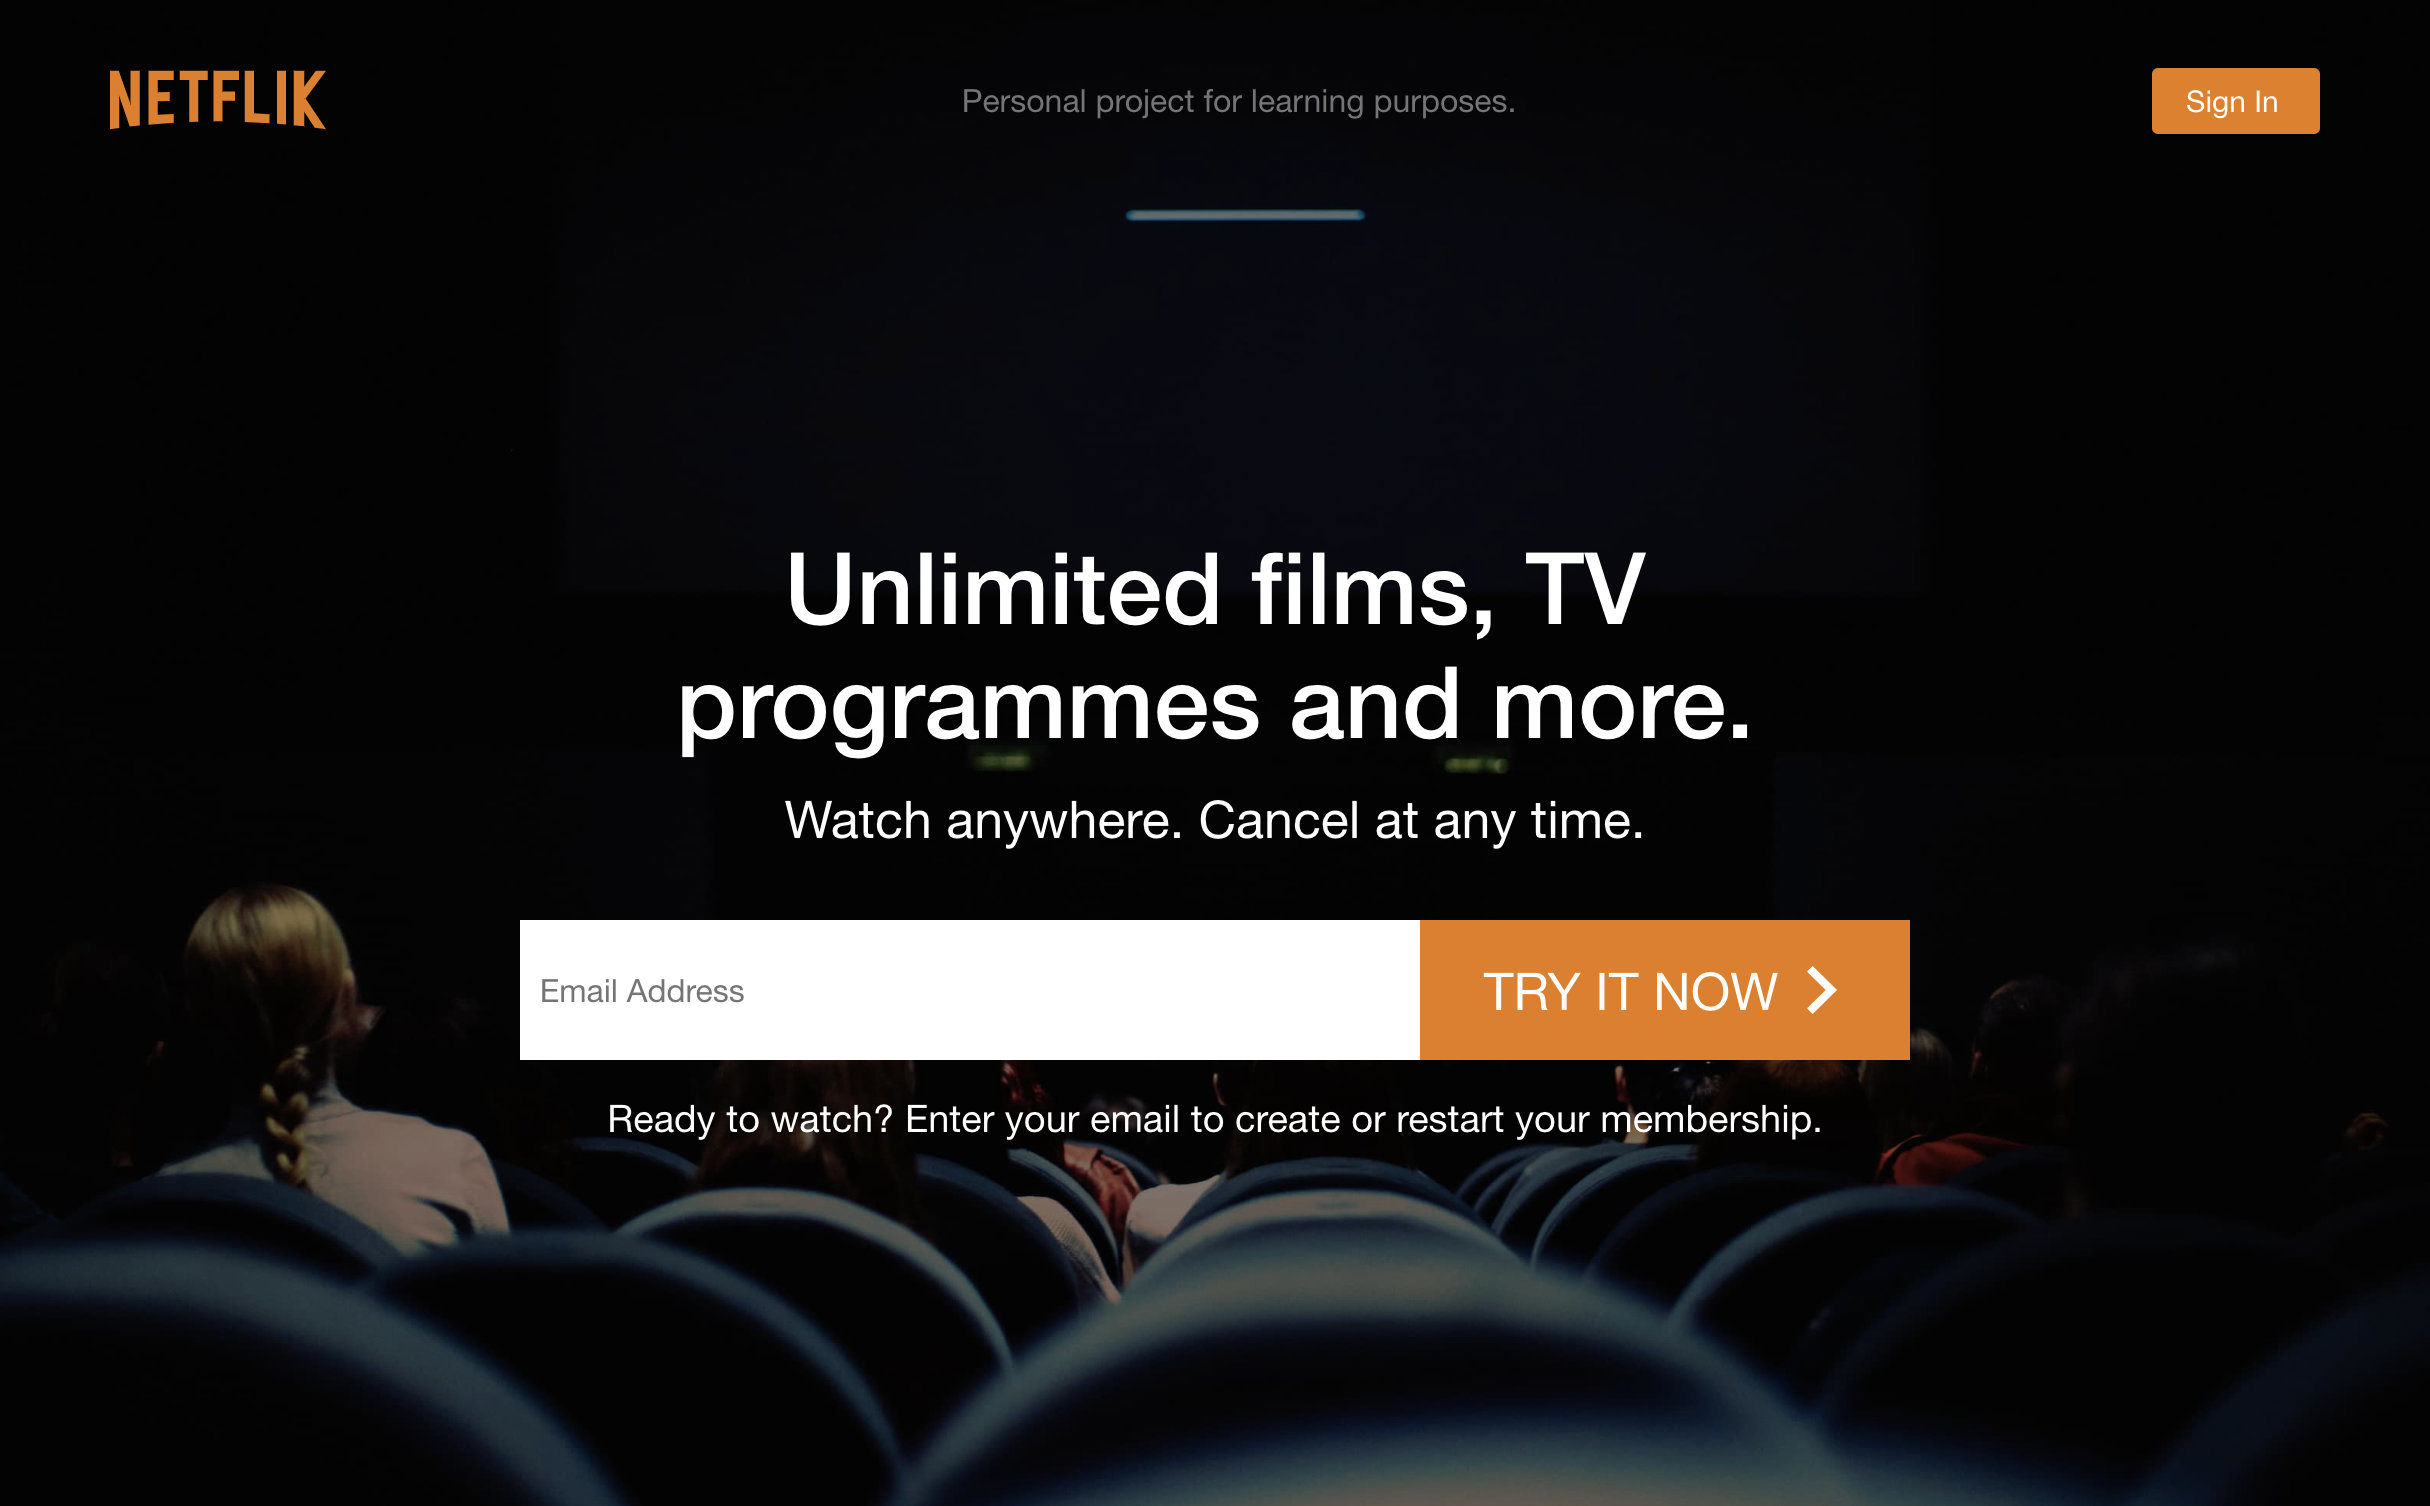 NETFLIK
Personal project for learning purposes.
Sign In
Unlimited films, TV
programmes and more.
Watch anywhere. Cancel at any time.
Email Address
TRY IT NOW
Ready to watch? Enter your email to create or restart your membership.